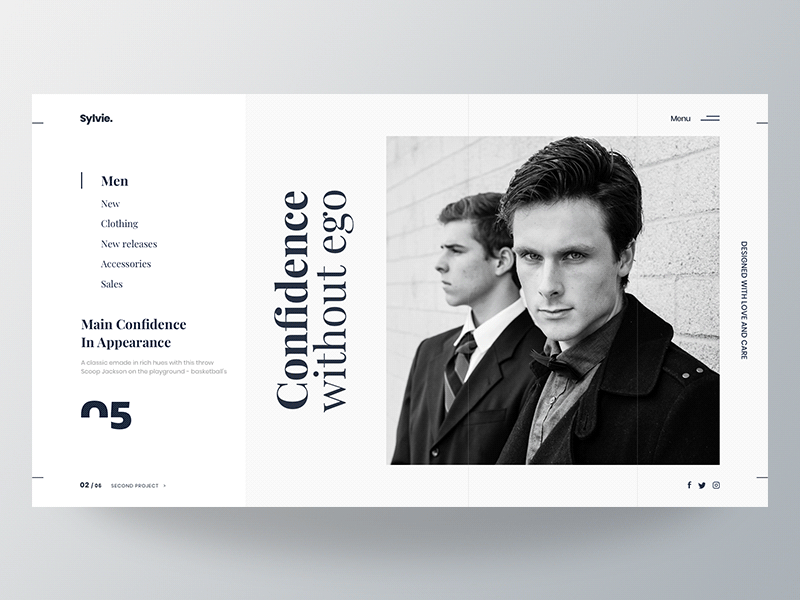 Sylvie.
Menu
Men
New
Clothing
New releases
Accessories
Sales
Main Confidence
In Appearance
A classic emade in rich hues with this throw
Scoop Jackson on the playground - basketball's
05
02 / 06 SECOND PROJECT >
Confidence
without ego
DESIGNED WITH LOVE AND CARE